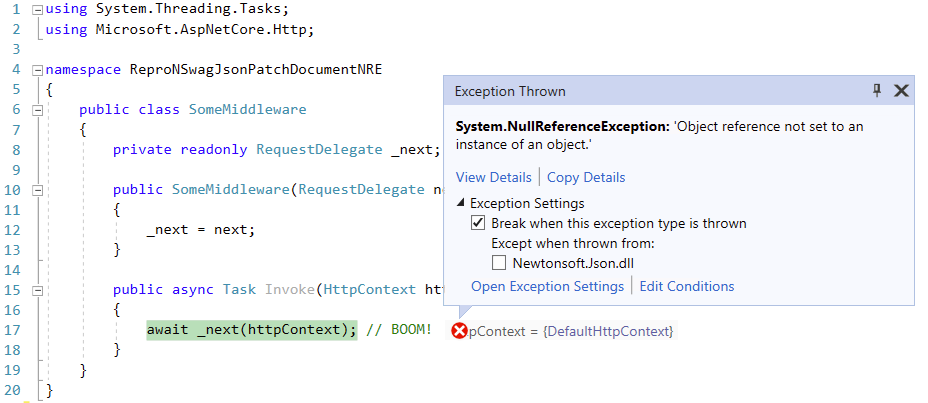 1 using System.Threading.Tasks;
2 using Microsoft.AspNetCore.Http;
3
4 namespace ReproNSwagJsonPatchDocumentNRE
5 {
6 public class SomeMiddleware
7 {
8 private readonly RequestDelegate _next;
9
10 public SomeMiddleware(RequestDelegate
11 {
12 _next = next;
13 }
14
15 public async Task Invoke(HttpContext
16 {
17 await _next(httpContext); // BOOM! pContext = {DefaultHttpContext}
18 }
19 }
20 }
Exception Thrown
System.NullReferenceException: 'Object reference not set to an
instance of an object.'
View Details | Copy Details
Exception Settings
Break when this exception type is thrown
Except when thrown from:
Newtonsoft.Json.dll
Open Exception Settings | Edit Conditions